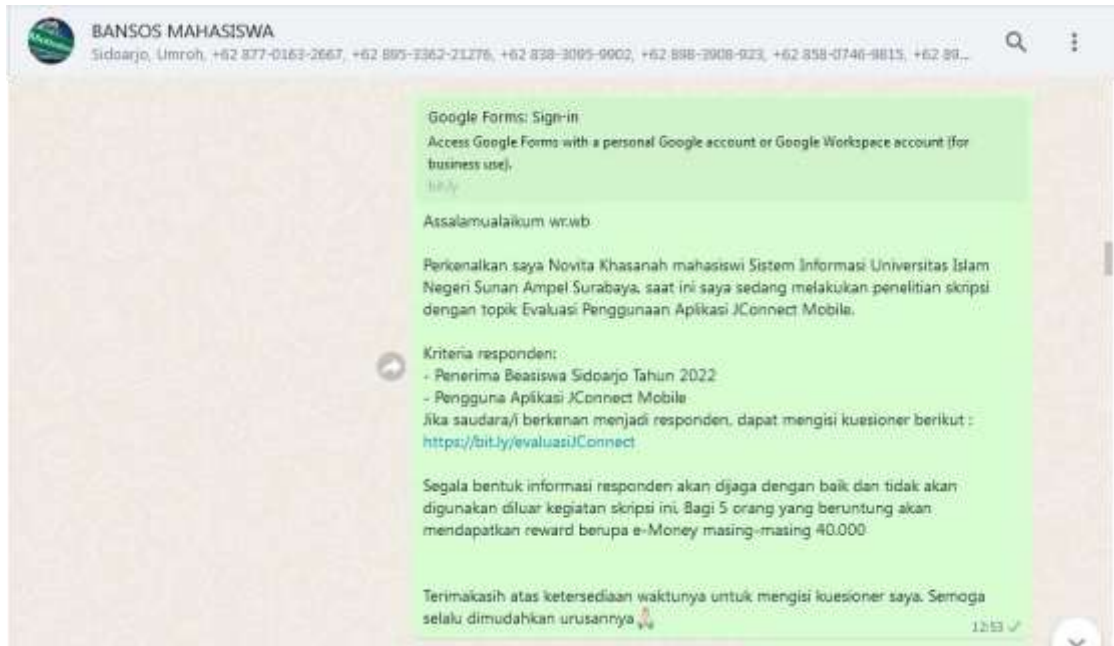 BANSOS MAHASISWA
Sidoarjo, Umroh, +62 877-0163-2667, +62 895-3362-21276, +62 838-3095-9902, +62 898-3908-923, +62 858-0746-9815, +62 89...
Google Forms: Sign-in
Access Google Forms with a personal Google account or Google Workspace account (for
business use).
bit.ly
Assalamualaikum wr.wb
Perkenalkan saya Novita Khasanah mahasiswi Sistem Informasi Universitas Islam
Negeri Sunan Ampel Surabaya, saat ini saya sedang melakukan penelitian skripsi
dengan topik Evaluasi Penggunaan Aplikasi JConnect Mobile.
Kriteria responden:
- Penerima Beasiswa Sidoarjo Tahun 2022
- Pengguna Aplikasi JConnect Mobile
Jika saudara/i berkenan menjadi responden, dapat mengisi kuesioner berikut :
https://bit.ly/evaluasiJConnect
Segala bentuk informasi responden akan dijaga dengan baik dan tidak akan
digunakan diluar kegiatan skripsi ini. Bagi 5 orang yang beruntung akan
mendapatkan reward berupa e-Money masing-masing 40.000
Terimakasih atas ketersediaan waktunya untuk mengisi kuesioner saya. Semoga
selalu dimudahkan urusannya🙏
12:53